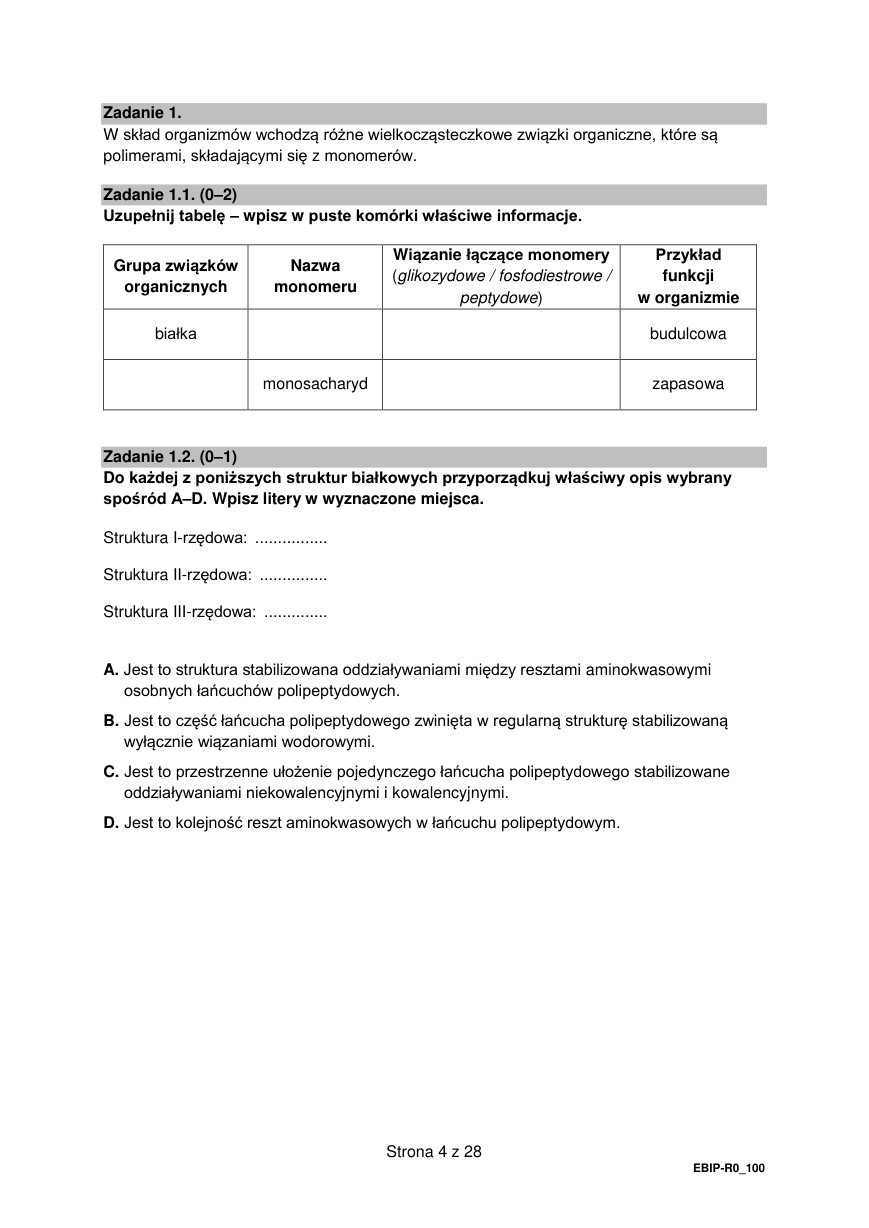 Zadanie 1.
W skład organizmów wchodzą różne wielkocząsteczkowe związki organiczne, które są
polimerami, składającymi się z monomerów.
Zadanie 1.1. (0–2)
Uzupełnij tabelę – wpisz w puste komórki właściwe informacje.
Grupa związków
organicznych
Nazwa
monomeru
Wiązanie łączące monomery
(glikozydowe / fosfodiestrowe /
peptydowe)
Przykład
funkcji
w organizmie
białka
budulcowa
monosacharyd
zapasowa
Zadanie 1.2. (0–1)
Do każdej z poniższych struktur białkowych przyporządkuj właściwy opis wybrany
spośród A–D. Wpisz litery w wyznaczone miejsca.
Struktura I-rzędowa: ................
Struktura II-rzędowa: ...............
Struktura III-rzędowa: ..............
A. Jest to struktura stabilizowana oddziaływaniami między resztami aminokwasowymi
osobnych łańcuchów polipeptydowych.
B. Jest to część łańcucha polipeptydowego zwinięta w regularną strukturę stabilizowaną
wyłącznie wiązaniami wodorowymi.
C. Jest to przestrzenne ułożenie pojedynczego łańcucha polipeptydowego stabilizowane
oddziaływaniami niekowalencyjnymi i kowalencyjnymi.
D. Jest to kolejność reszt aminokwasowych w łańcuchu polipeptydowym.
Strona 4 z 28
EBIP-R0_100